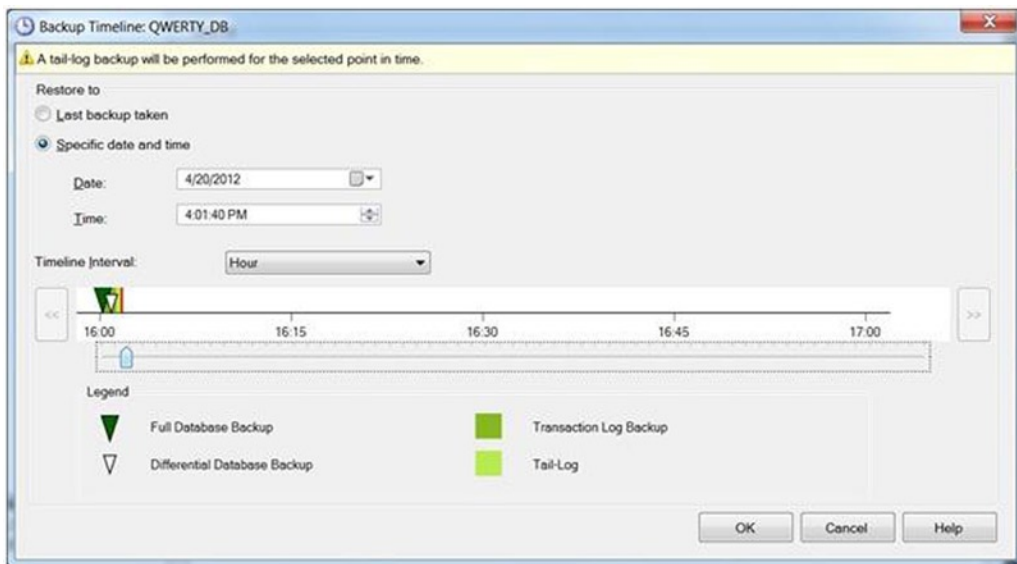 Backup Timeline: QWERTY_DB
A tail-log backup will be performed for the selected point in time.
Restore to
Last backup taken
Specific date and time
Date: 4/20/2012
Time: 4:01:40 PM
Timeline Interval: Hour
<< >>
16:00 16:15 16:30 16:45 17:00
Legend
Full Database Backup Transaction Log Backup
Differential Database Backup Tail-Log
OK Cancel Help